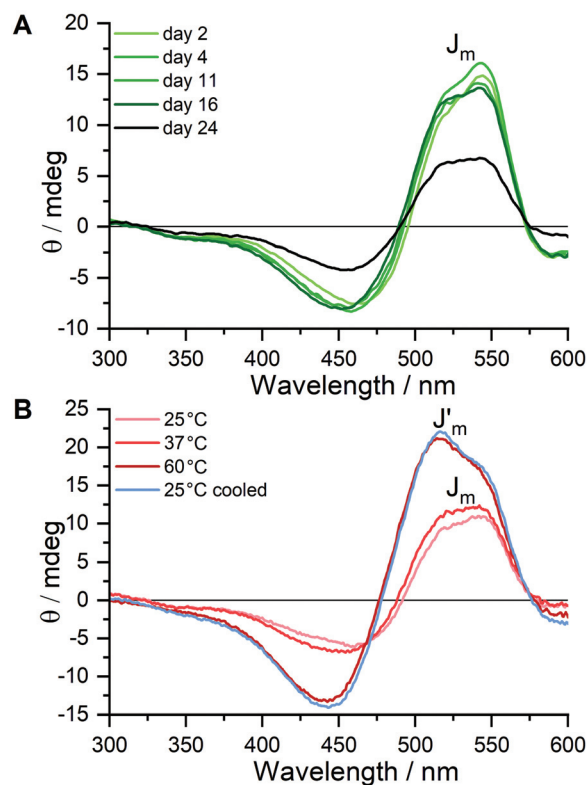 A
day 2
day 4
day 11
day 16
day 24
Jm
20
15
10
5
0
-5
-10
θ / mdeg
300 350 400 450 500 550 600
Wavelength / nm
B
25°C
37°C
60°C
25°C cooled
J'm
Jm
25
20
15
10
5
0
-5
-10
-15
θ / mdeg
300 350 400 450 500 550 600
Wavelength / nm